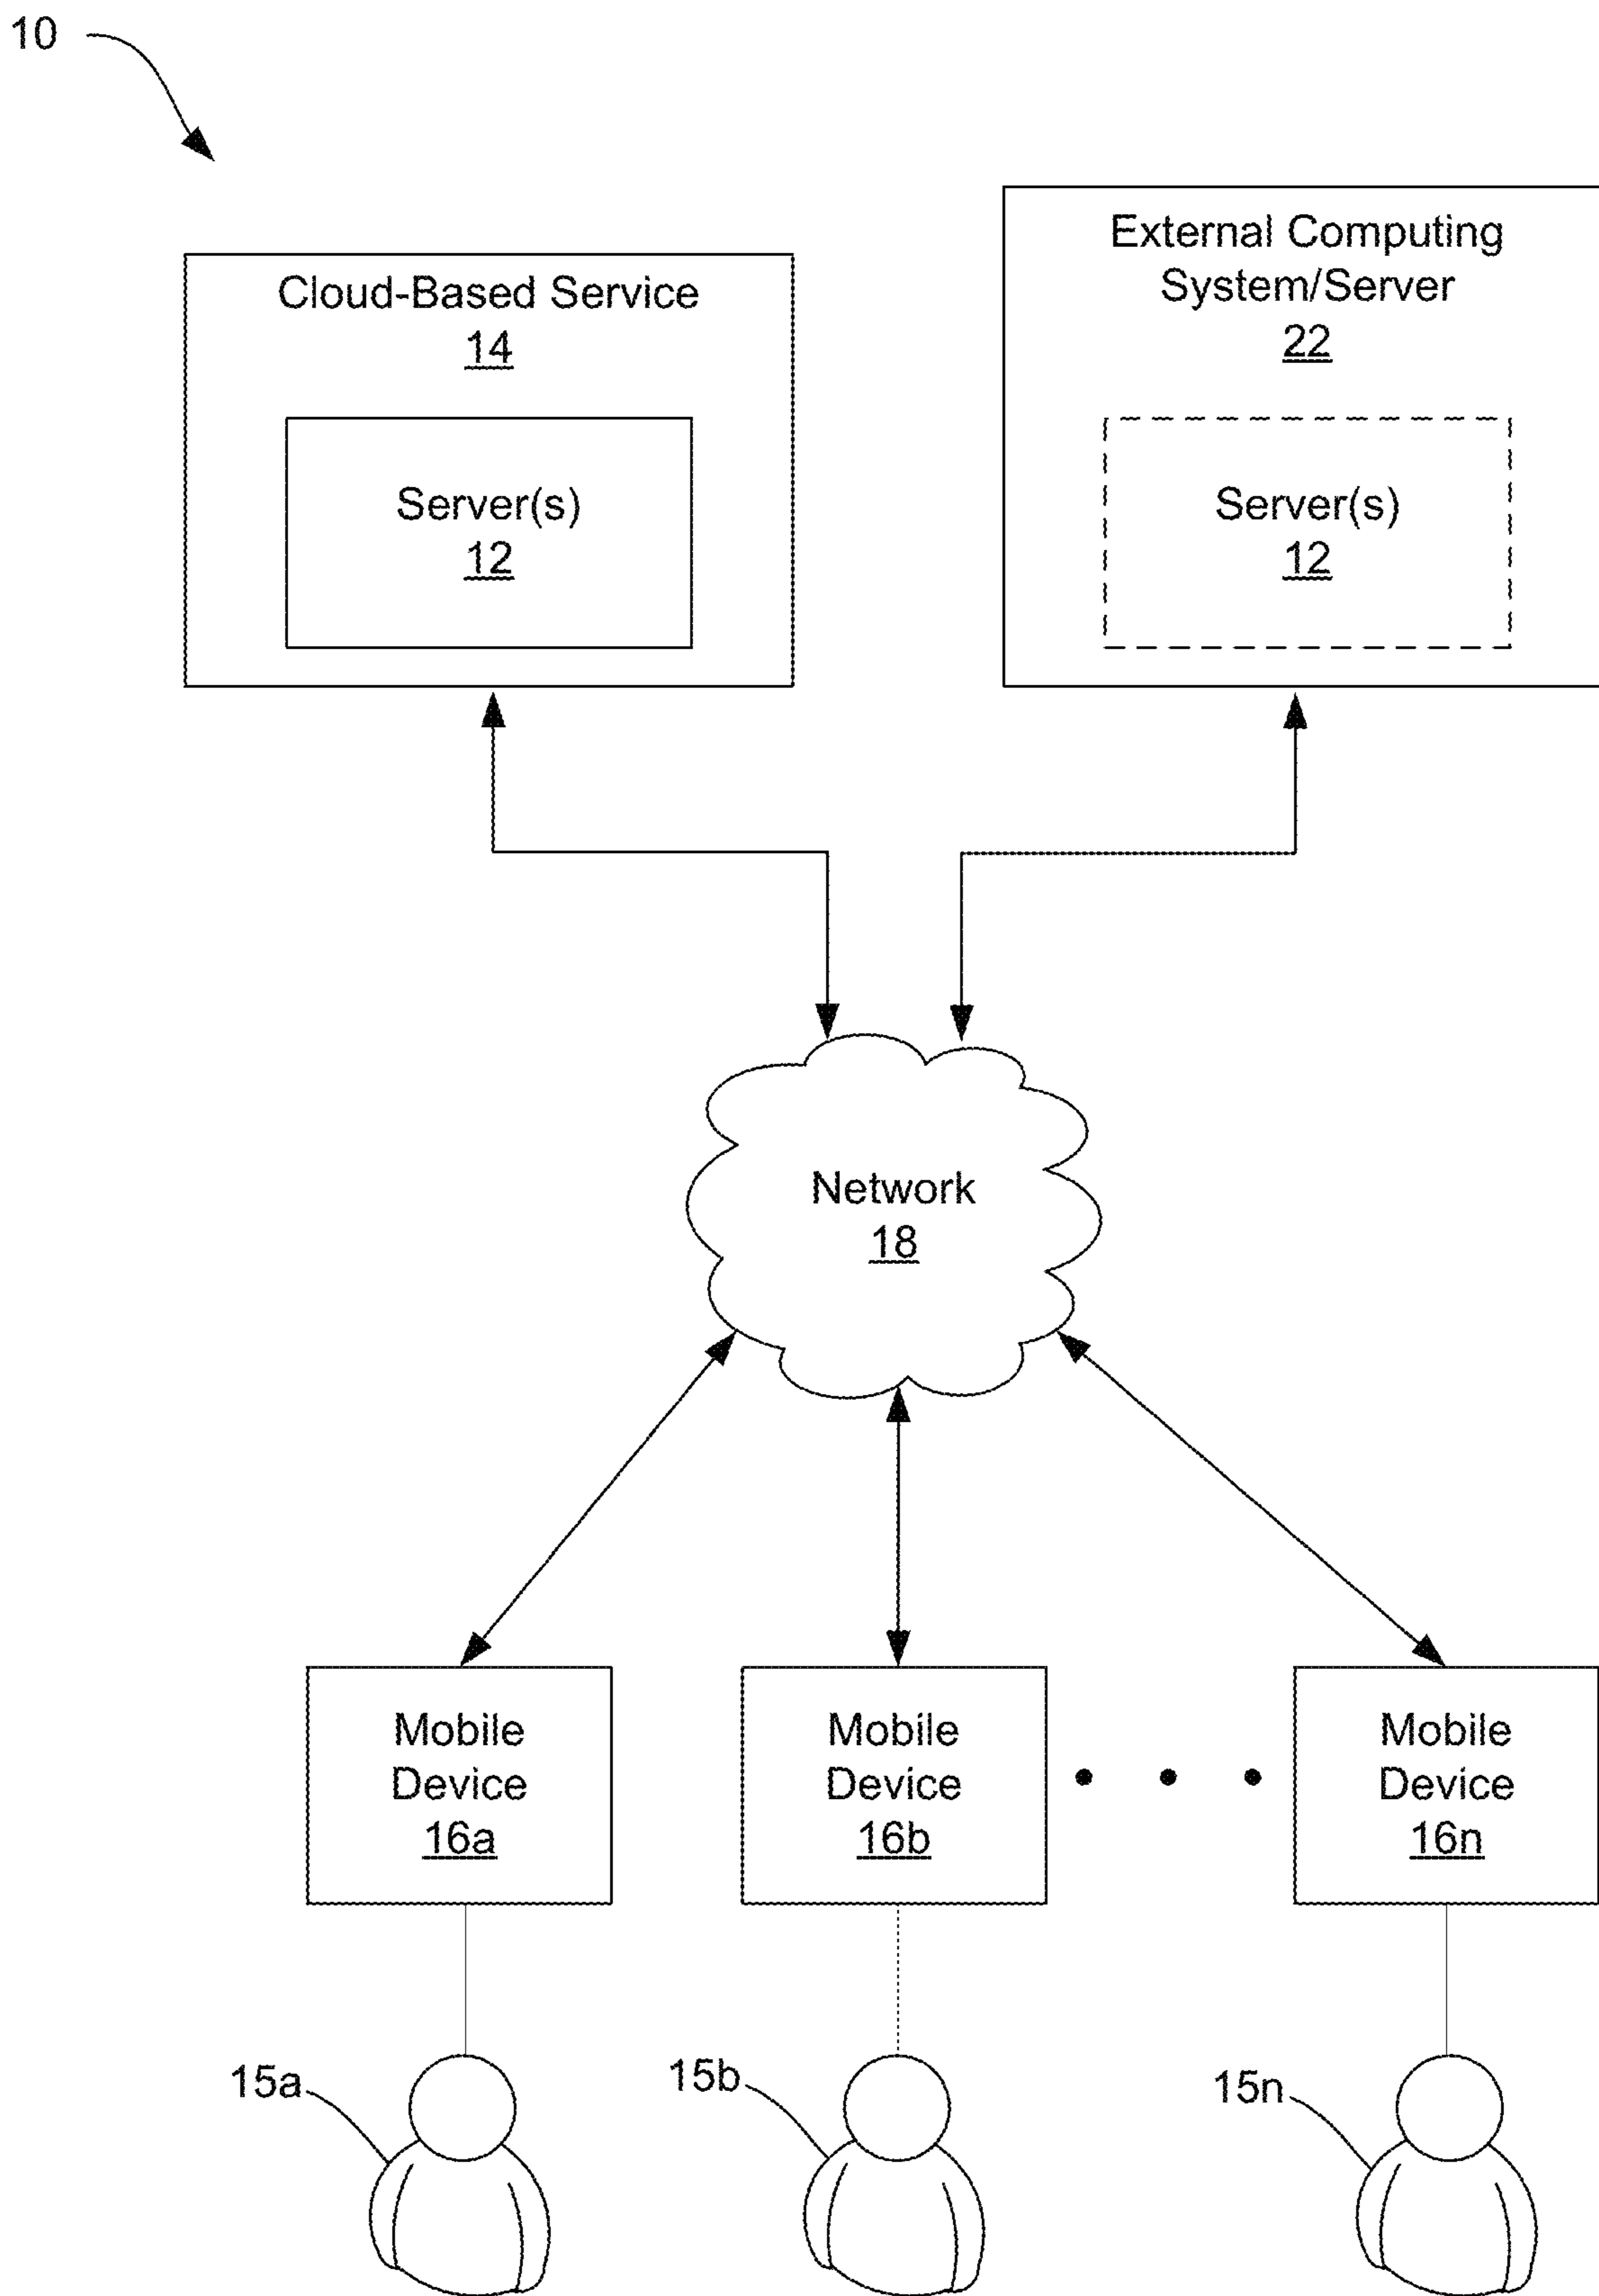 10
Cloud-Based Service
14
Server(s)
12
External Computing
System/Server
22
Server(s)
12
Network
18
Mobile
Device
16a
Mobile
Device
16b
Mobile
Device
16n
15a
15b
15n